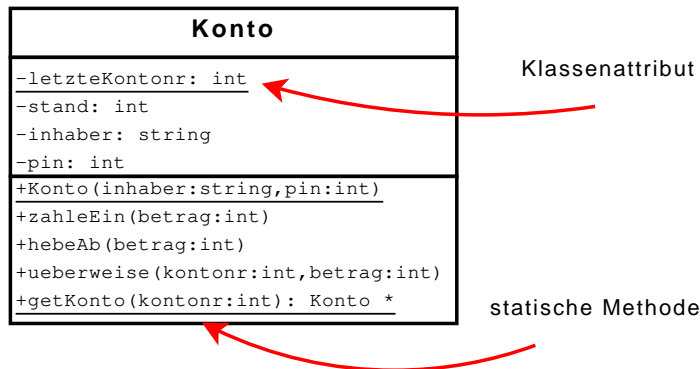 Konto
-letzteKontonr: int
-stand: int
-inhaber: string
-pin: int
+Konto(inhaber:string,pin:int)
+zahleEin(betrag:int)
+hebeAb(betrag:int)
+ueberweise(kontonr:int,betrag:int)
+getKonto(kontonr:int): Konto *
Klassenattribut
statische Methode